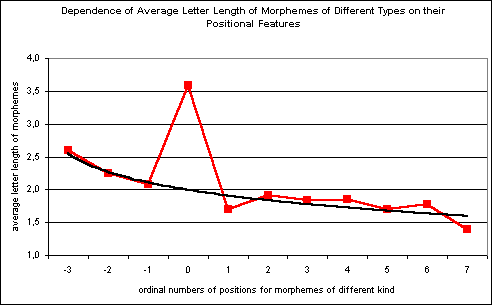 Dependence of Average Letter Length of Morphemes of Different Types on their
Positional Features
4,0
3,5
3,0
2,5
2,0
1,5
1,0
average letter length of morphemes
-3 -2 -1 0 1 2 3 4 5 6 7
ordinal numbers of positions for morphemes of different kind